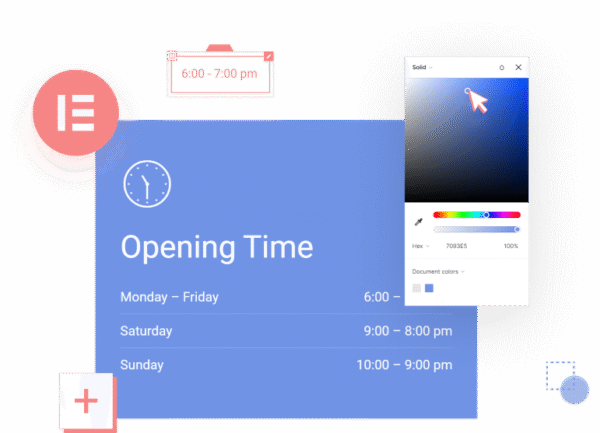 6:00 - 7:00 pm
Solid
Opening Time
Hex 7093E5 100%
Monday – Friday 6:00 –
Document colors
Saturday 9:00 – 8:00 pm
Sunday 10:00 – 9:00 pm